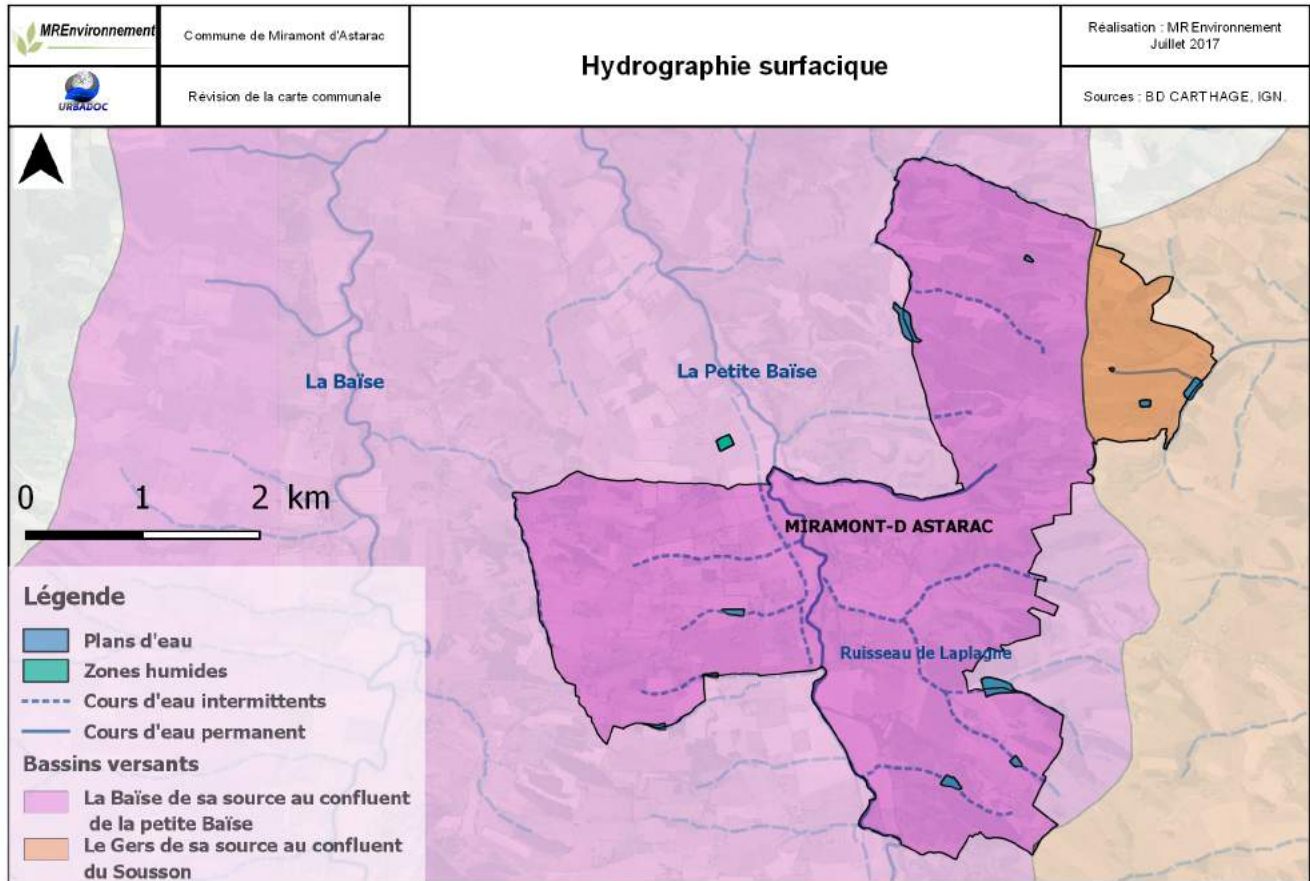 MREnvironnement
Commune de Miramont d'Astarac
Hydrographie surfacique
Réalisation : MREnvironnement
Juillet 2017
URBADOC
Révision de la carte communale
Sources : BD CARTHAGE, IGN.
La Baïse
La Petite Baïse
0 1 2 km
MIRAMONT-D ASTARAC
Ruisseau de Laplagne
Légende
Plans d'eau
Zones humides
Cours d'eau intermittents
Cours d'eau permanent
Bassins versants
La Baïse de sa source au confluent
de la petite Baïse
Le Gers de sa source au confluent
du Sousson